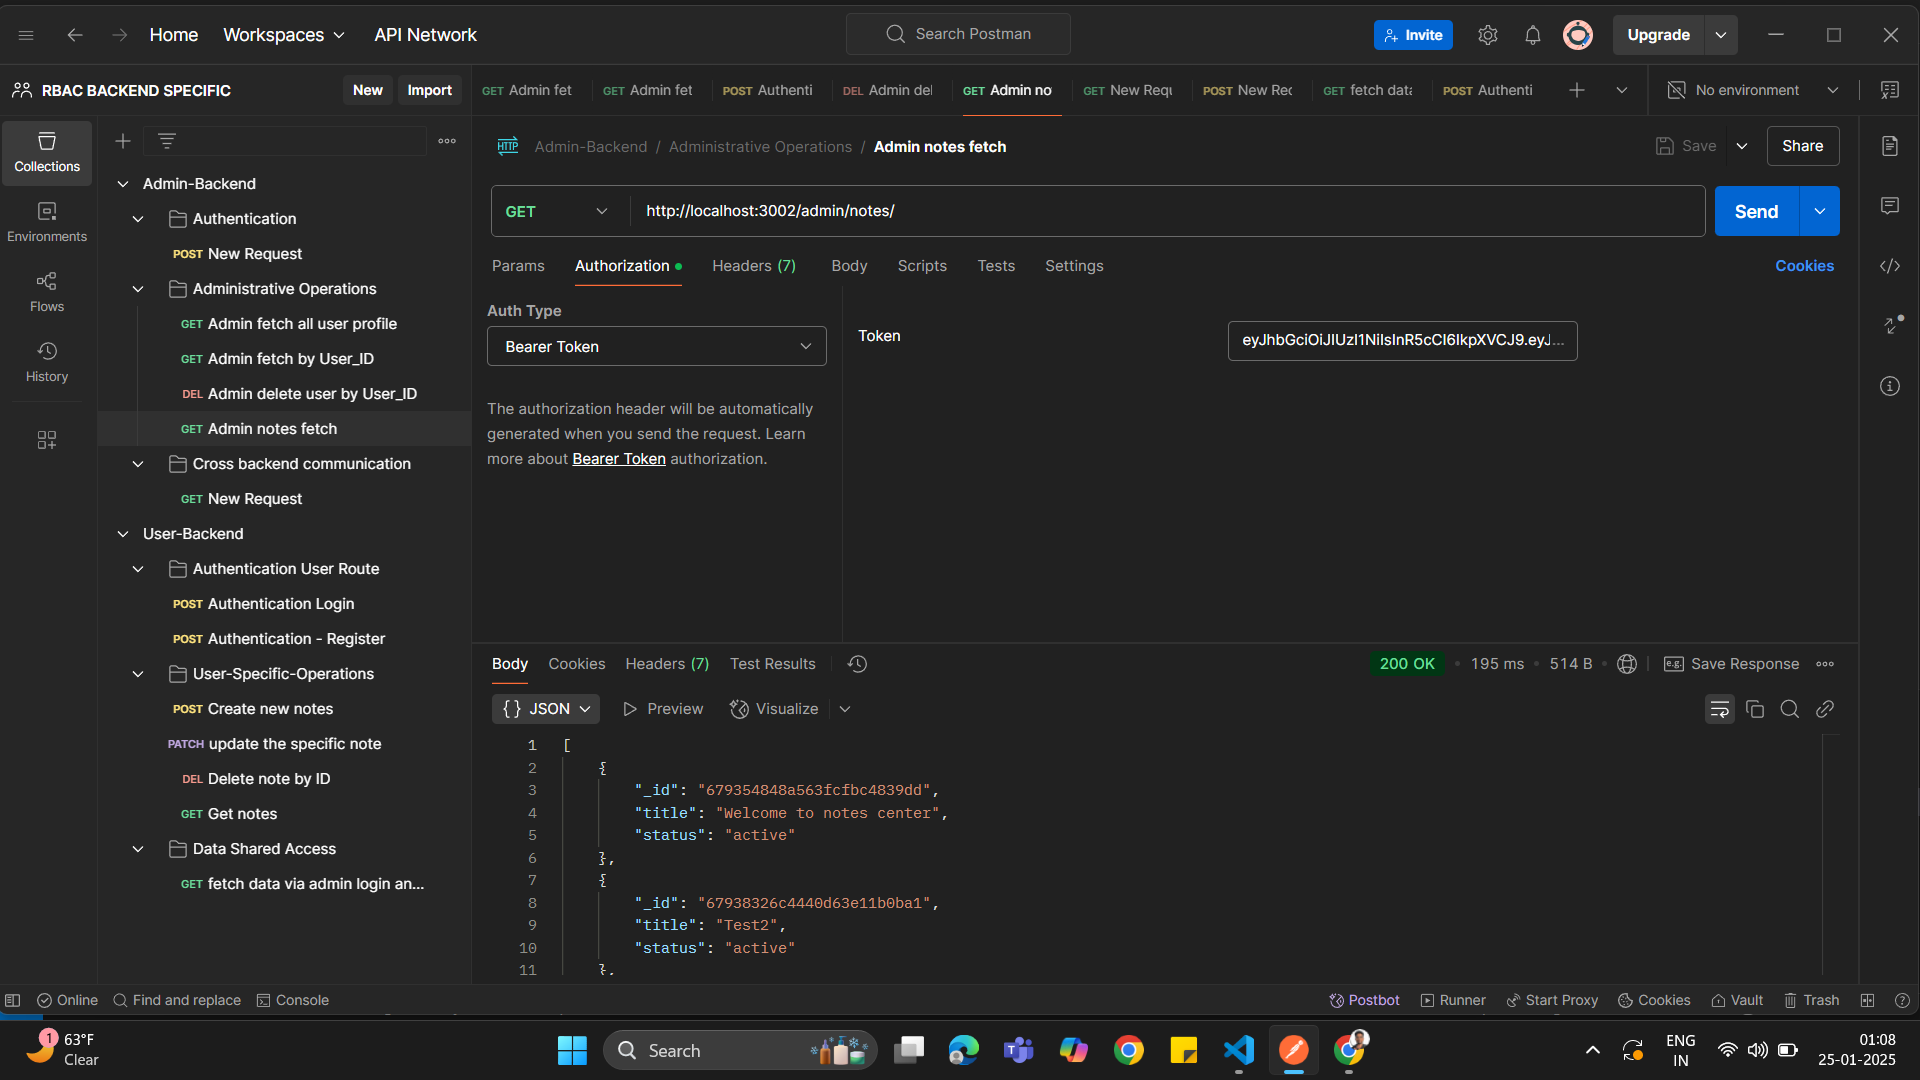 Home Workspaces API Network
Search Postman
Invite
Upgrade
RBAC BACKEND SPECIFIC New Import
GET Admin fet GET Admin fet POST Authenti DEL Admin del GET Admin no GET New Requ POST New Rec GET fetch data POST Authenti No environment
Collections
Environments
Flows
History
Admin-Backend
Authentication
POST New Request
Administrative Operations
GET Admin fetch all user profile
GET Admin fetch by User_ID
DEL Admin delete user by User_ID
GET Admin notes fetch
Cross backend communication
GET New Request
User-Backend
Authentication User Route
POST Authentication Login
POST Authentication - Register
User-Specific-Operations
POST Create new notes
PATCH update the specific note
DEL Delete note by ID
GET Get notes
Data Shared Access
GET fetch data via admin login an...
HTTP Admin-Backend / Administrative Operations / Admin notes fetch
Save Share
GET http://localhost:3002/admin/notes/ Send
Params Authorization Headers (7) Body Scripts Tests Settings Cookies
Auth Type
Bearer Token
The authorization header will be automatically
generated when you send the request. Learn
more about Bearer Token authorization.
Token eyJhbGciOiJIUzI1NiIsInR5cCI6IkpXVCJ9.eyJ...
Body Cookies Headers (7) Test Results
200 OK • 195 ms • 514 B • e.g. Save Response
{} JSON Preview Visualize
1 [
2 {
3 "_id": "679354848a563fcfbc4839dd",
4 "title": "Welcome to notes center",
5 "status": "active"
6 },
7 {
8 "_id": "67938326c4440d63e11b0ba1",
9 "title": "Test2",
10 "status": "active"
11 },
Online Find and replace Console
Postbot Runner Start Proxy Cookies Vault Trash
1
63°F
Clear
Search
ENG
IN
01:08
25-01-2025